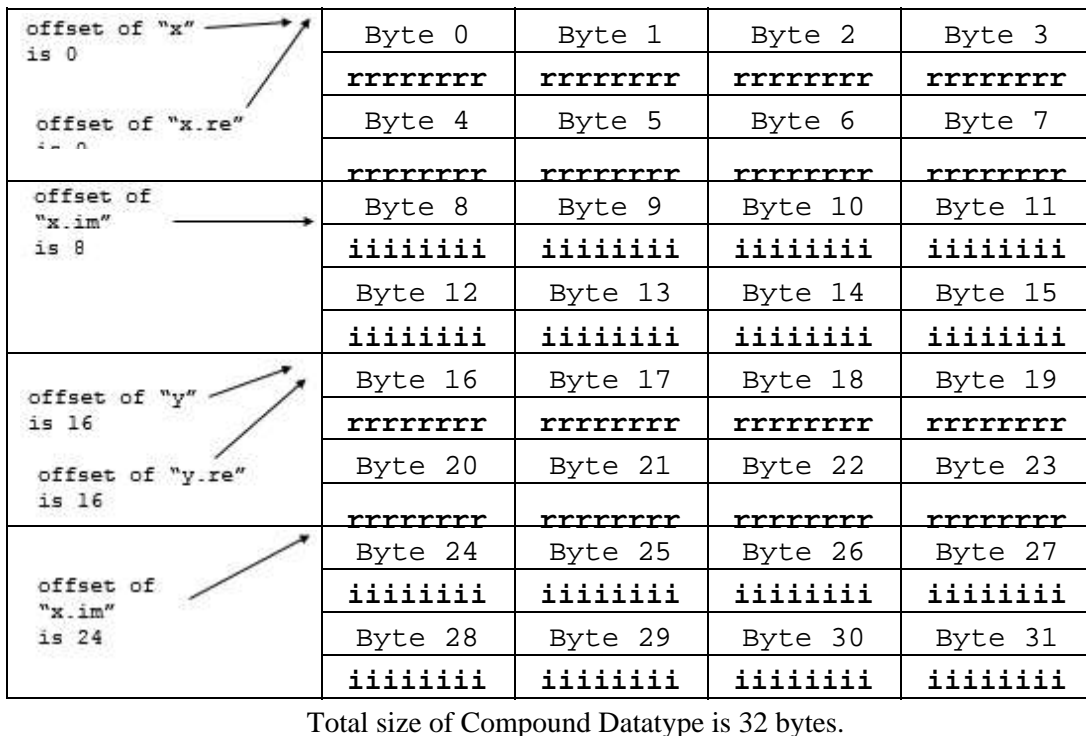 offset of “x”
is 0
offset of “x.re”
is 0
Byte 0 Byte 1 Byte 2 Byte 3
rrrrrrrr rrrrrrrr rrrrrrrr rrrrrrrr
Byte 4 Byte 5 Byte 6 Byte 7
rrrrrrrr rrrrrrrr rrrrrrrr rrrrrrrr
offset of
“x.im”
is 8
Byte 8 Byte 9 Byte 10 Byte 11
iiiiiiii iiiiiiii iiiiiiii iiiiiiii
Byte 12 Byte 13 Byte 14 Byte 15
iiiiiiii iiiiiiii iiiiiiii iiiiiiii
offset of “y”
is 16
offset of “y.re”
is 16
Byte 16 Byte 17 Byte 18 Byte 19
rrrrrrrr rrrrrrrr rrrrrrrr rrrrrrrr
Byte 20 Byte 21 Byte 22 Byte 23
rrrrrrrr rrrrrrrr rrrrrrrr rrrrrrrr
offset of
“x.im”
is 24
Byte 24 Byte 25 Byte 26 Byte 27
iiiiiiii iiiiiiii iiiiiiii iiiiiiii
Byte 28 Byte 29 Byte 30 Byte 31
iiiiiiii iiiiiiii iiiiiiii iiiiiiii
Total size of Compound Datatype is 32 bytes.